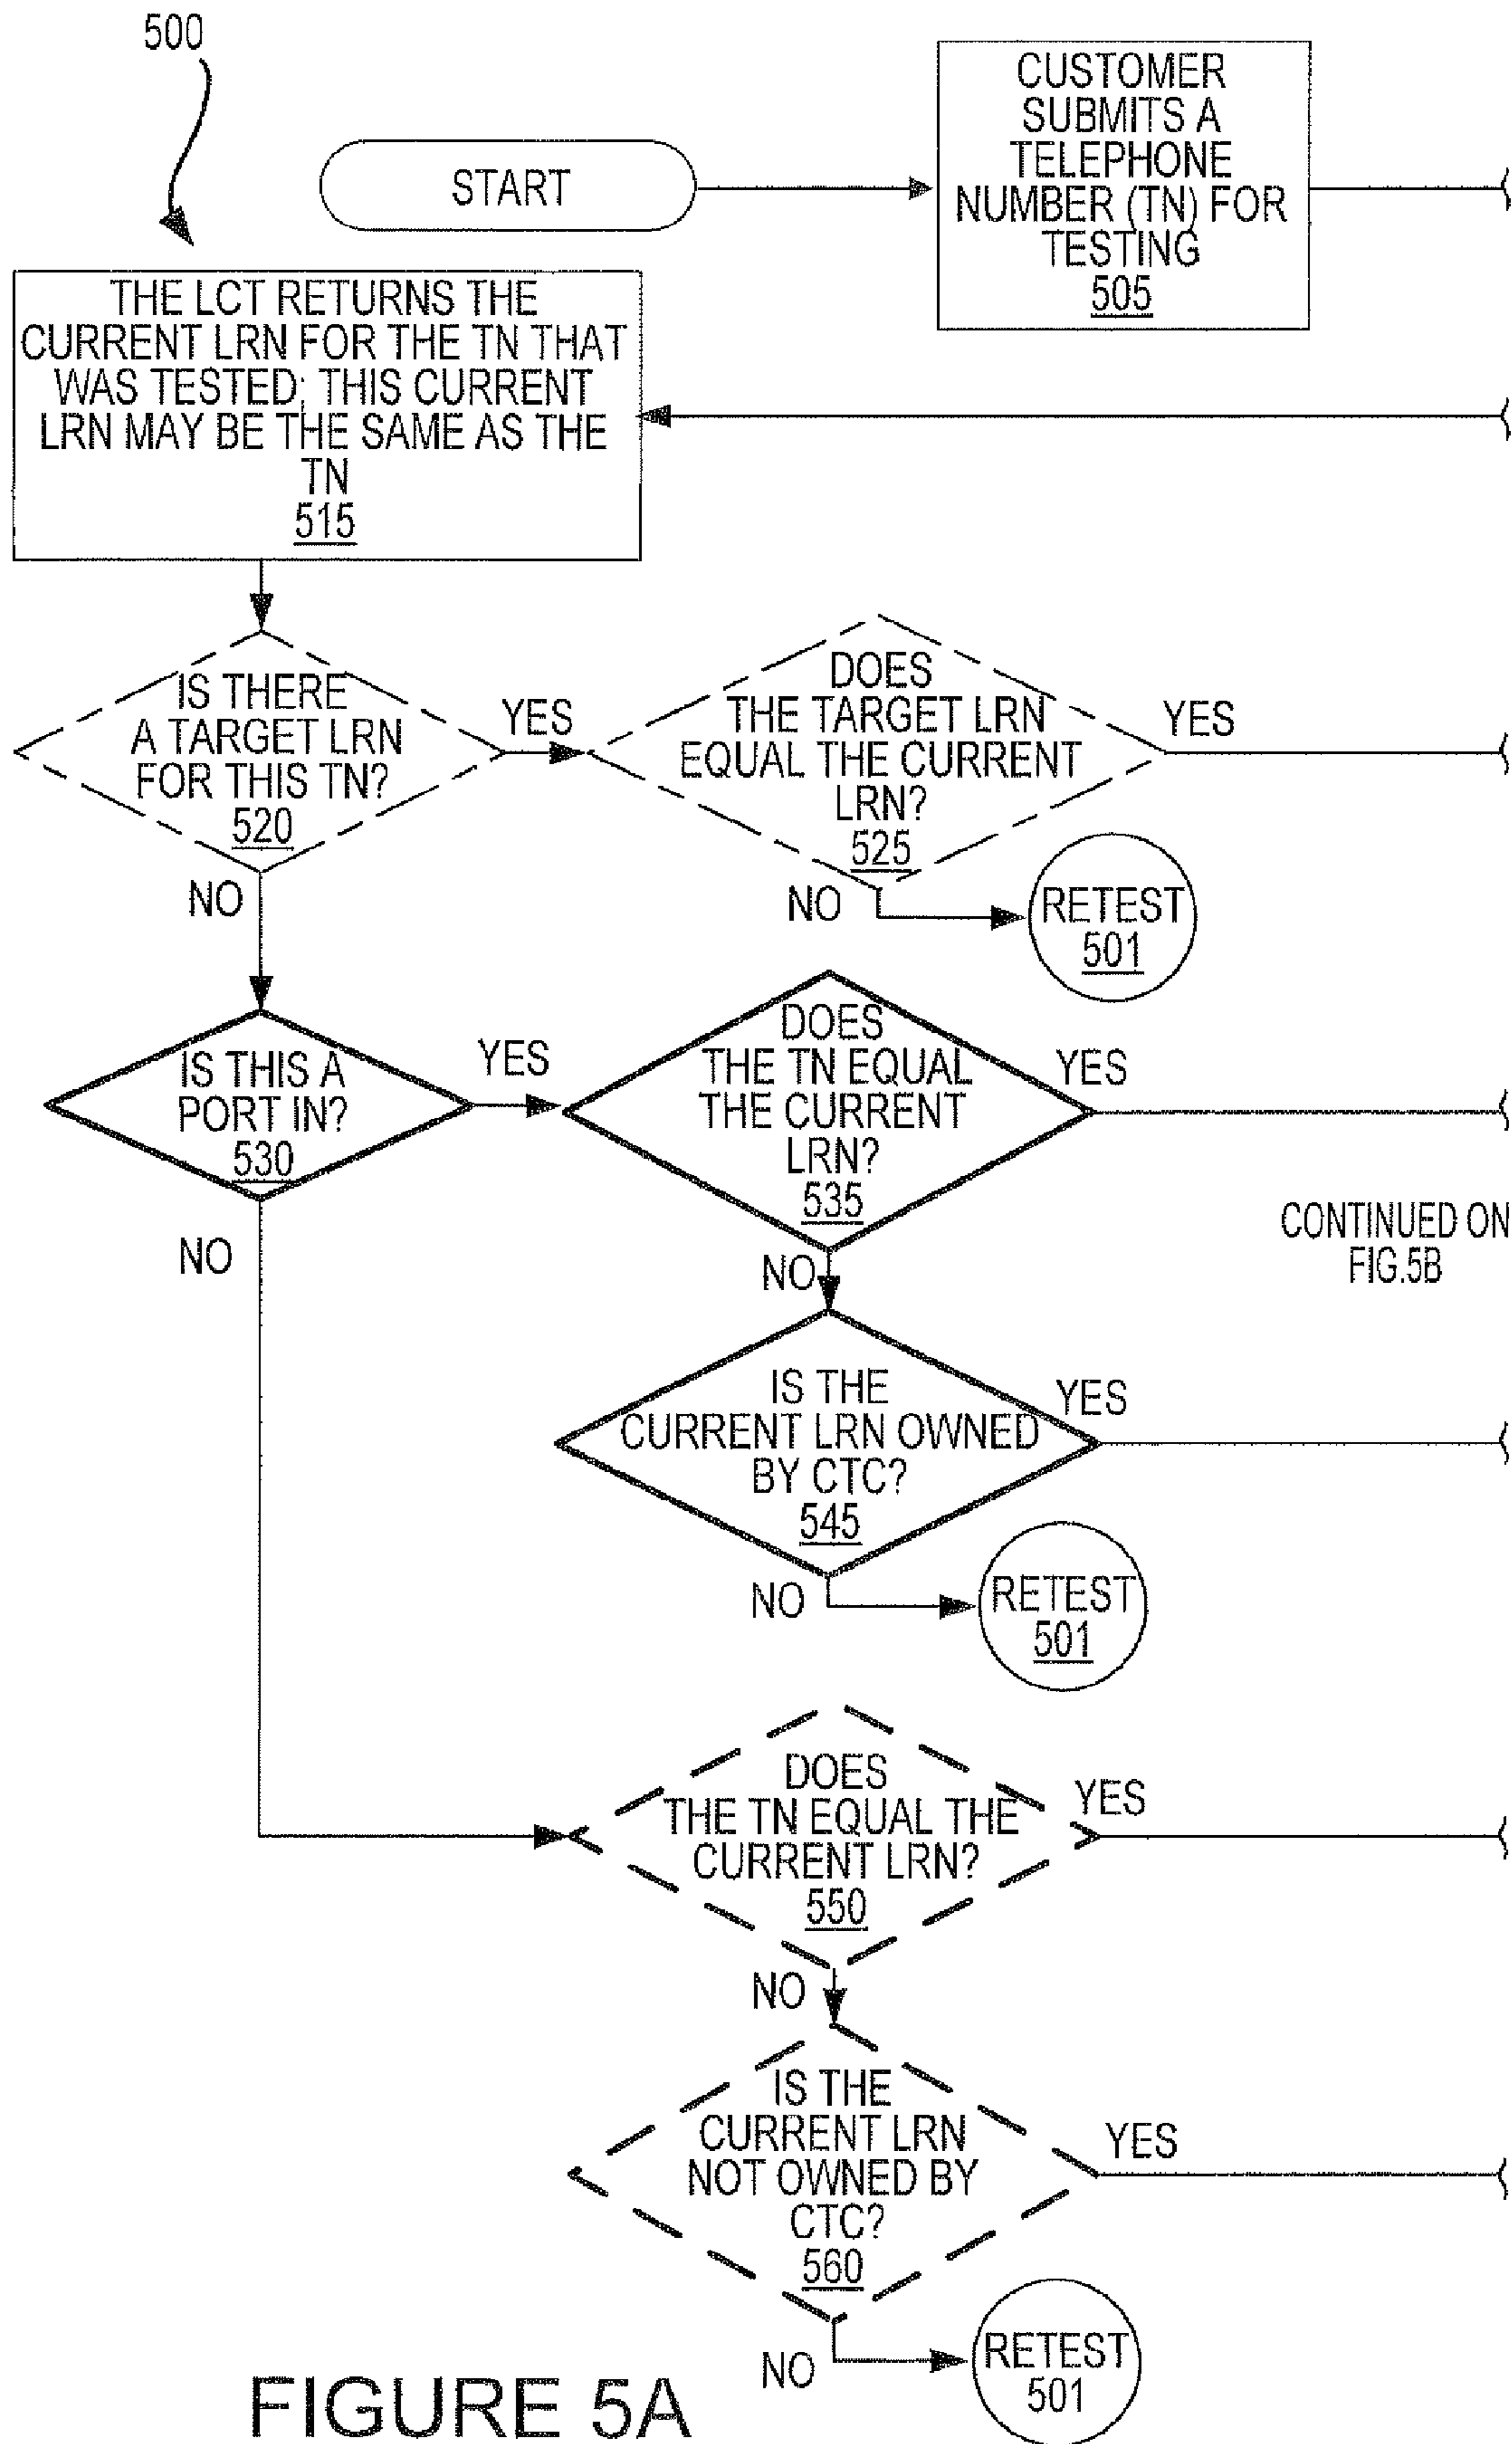 500
START
CUSTOMER
SUBMITS A
TELEPHONE
NUMBER (TN) FOR
TESTING
505
THE LCT RETURNS THE
CURRENT LRN FOR THE TN THAT
WAS TESTED; THIS CURRENT
LRN MAY BE THE SAME AS THE
TN
515
IS THERE
A TARGET LRN
FOR THIS TN?
520
YES
NO
DOES
THE TARGET LRN
EQUAL THE CURRENT
LRN?
525
YES
NO
RETEST
501
IS THIS A
PORT IN?
530
YES
NO
DOES
THE TN EQUAL
THE CURRENT
LRN?
535
YES
NO
CONTINUED ON
FIG.5B
IS THE
CURRENT LRN OWNED
BY CTC?
545
YES
NO
RETEST
501
DOES
THE TN EQUAL THE
CURRENT LRN?
550
YES
NO
IS THE
CURRENT LRN
NOT OWNED BY
CTC?
560
YES
NO
RETEST
501
FIGURE 5A